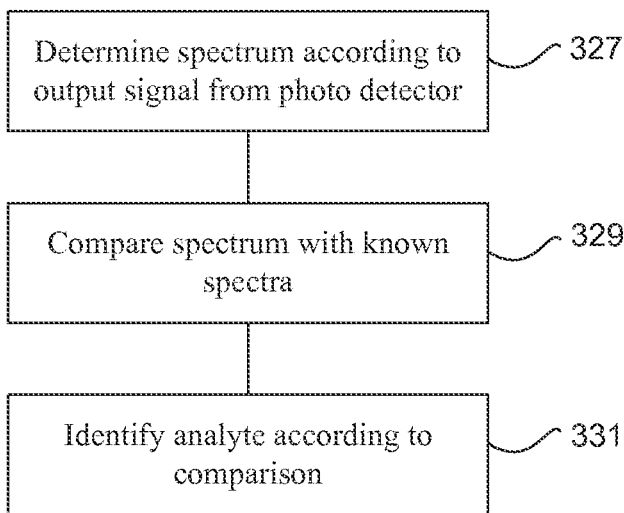 Determine spectrum according to
output signal from photo detector
327
Compare spectrum with known
spectra
329
Identify analyte according to
comparison
331